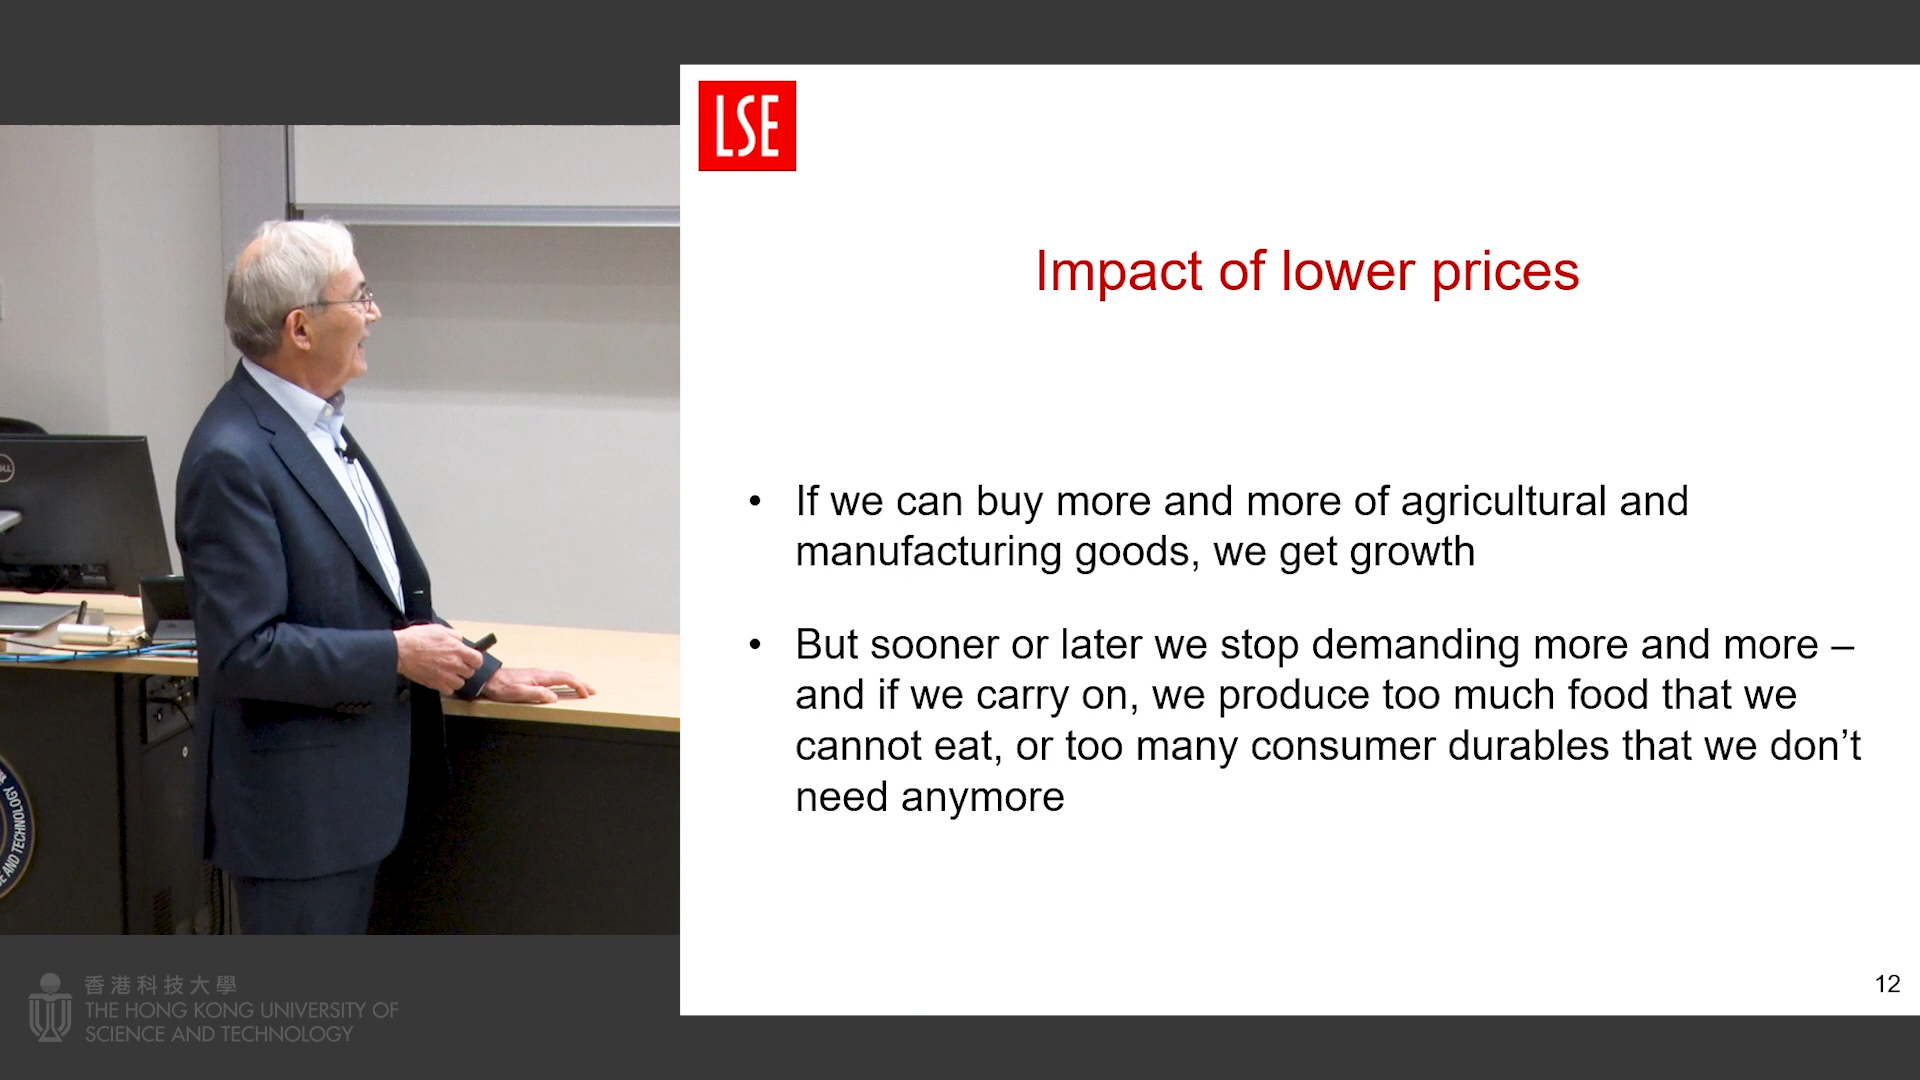 LSE
Impact of lower prices
• If we can buy more and more of agricultural and
manufacturing goods, we get growth
• But sooner or later we stop demanding more and more –
and if we carry on, we produce too much food that we
cannot eat, or too many consumer durables that we don’t
need anymore
12
DELL
E AND TECHNOLOGY
香港科技大學
THE HONG KONG UNIVERSITY OF
SCIENCE AND TECHNOLOGY